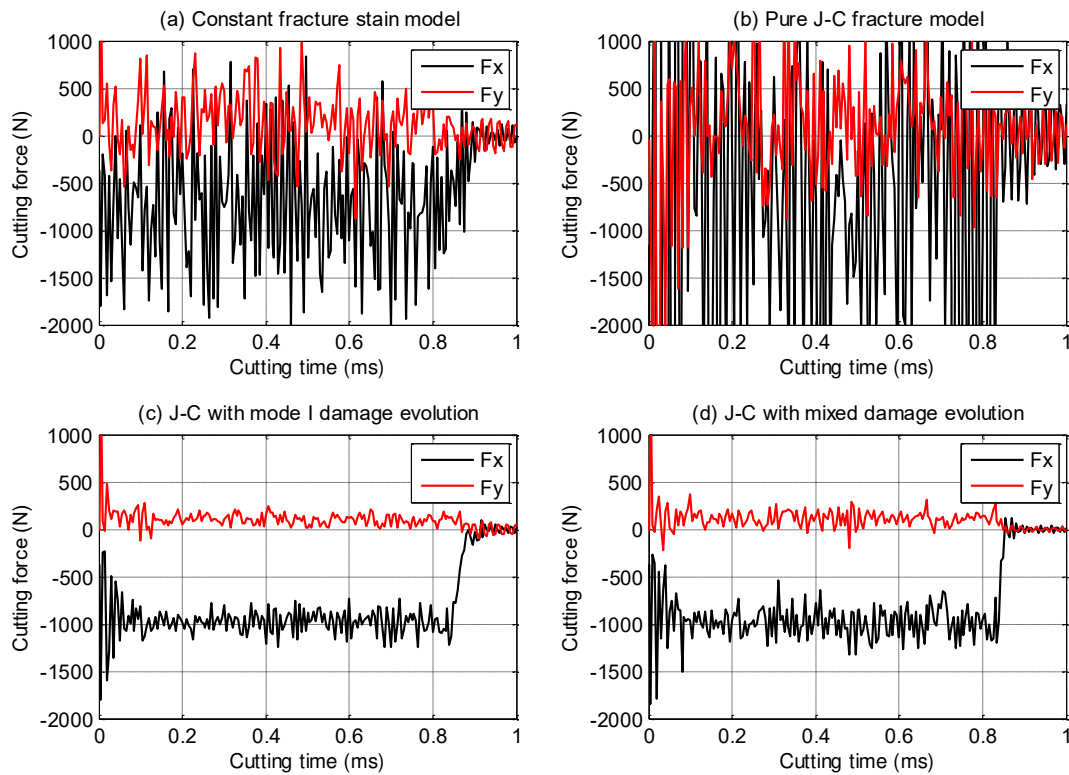 (a) Constant fracture stain model
1000
500
0
-500
-1000
-1500
-2000
Cutting force (N)
Fx
Fy
0 0.2 0.4 0.6 0.8 1
Cutting time (ms)
(b) Pure J-C fracture model
1000
500
0
-500
-1000
-1500
-2000
Cutting force (N)
Fx
Fy
0 0.2 0.4 0.6 0.8 1
Cutting time (ms)
(c) J-C with mode I damage evolution
1000
500
0
-500
-1000
-1500
-2000
Cutting force (N)
Fx
Fy
0 0.2 0.4 0.6 0.8 1
Cutting time (ms)
(d) J-C with mixed damage evolution
1000
500
0
-500
-1000
-1500
-2000
Cutting force (N)
Fx
Fy
0 0.2 0.4 0.6 0.8 1
Cutting time (ms)